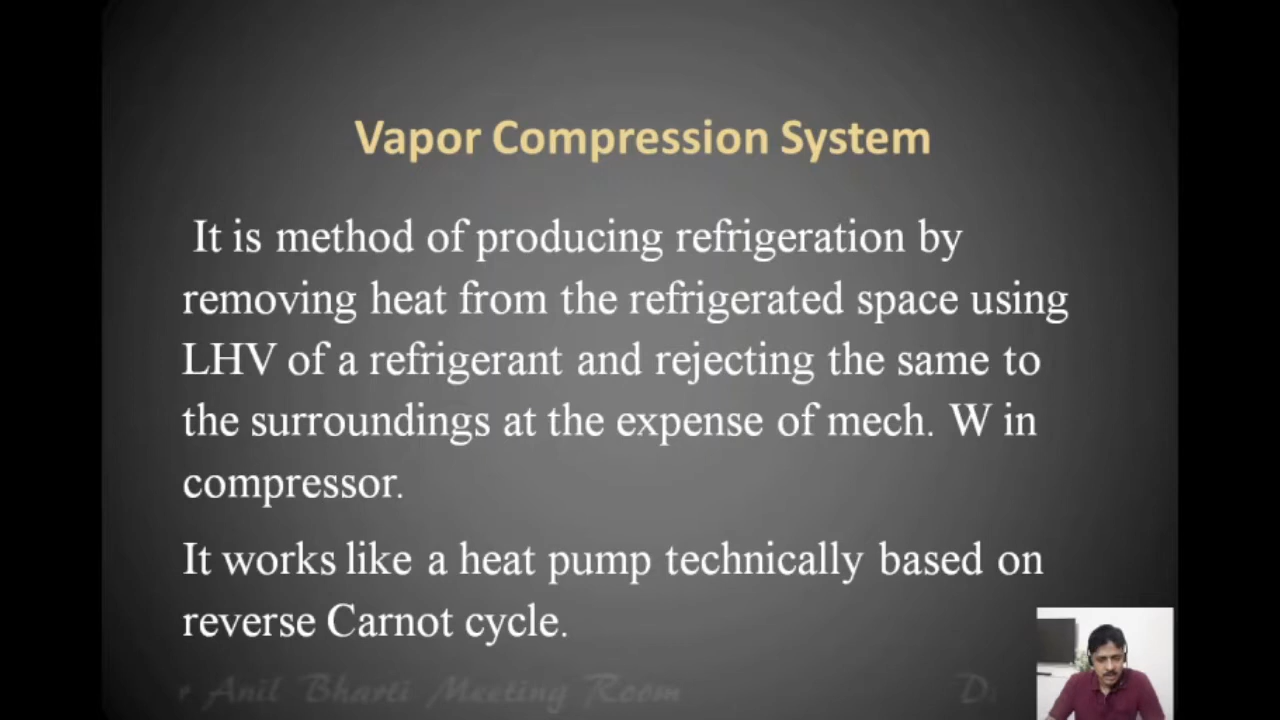 Vapor Compression System
It is method of producing refrigeration by
removing heat from the refrigerated space using
LHV of a refrigerant and rejecting the same to
the surroundings at the expense of mech. W in
compressor.
It works like a heat pump technically based on
reverse Carnot cycle.
r Anil Bharti Meeting Room